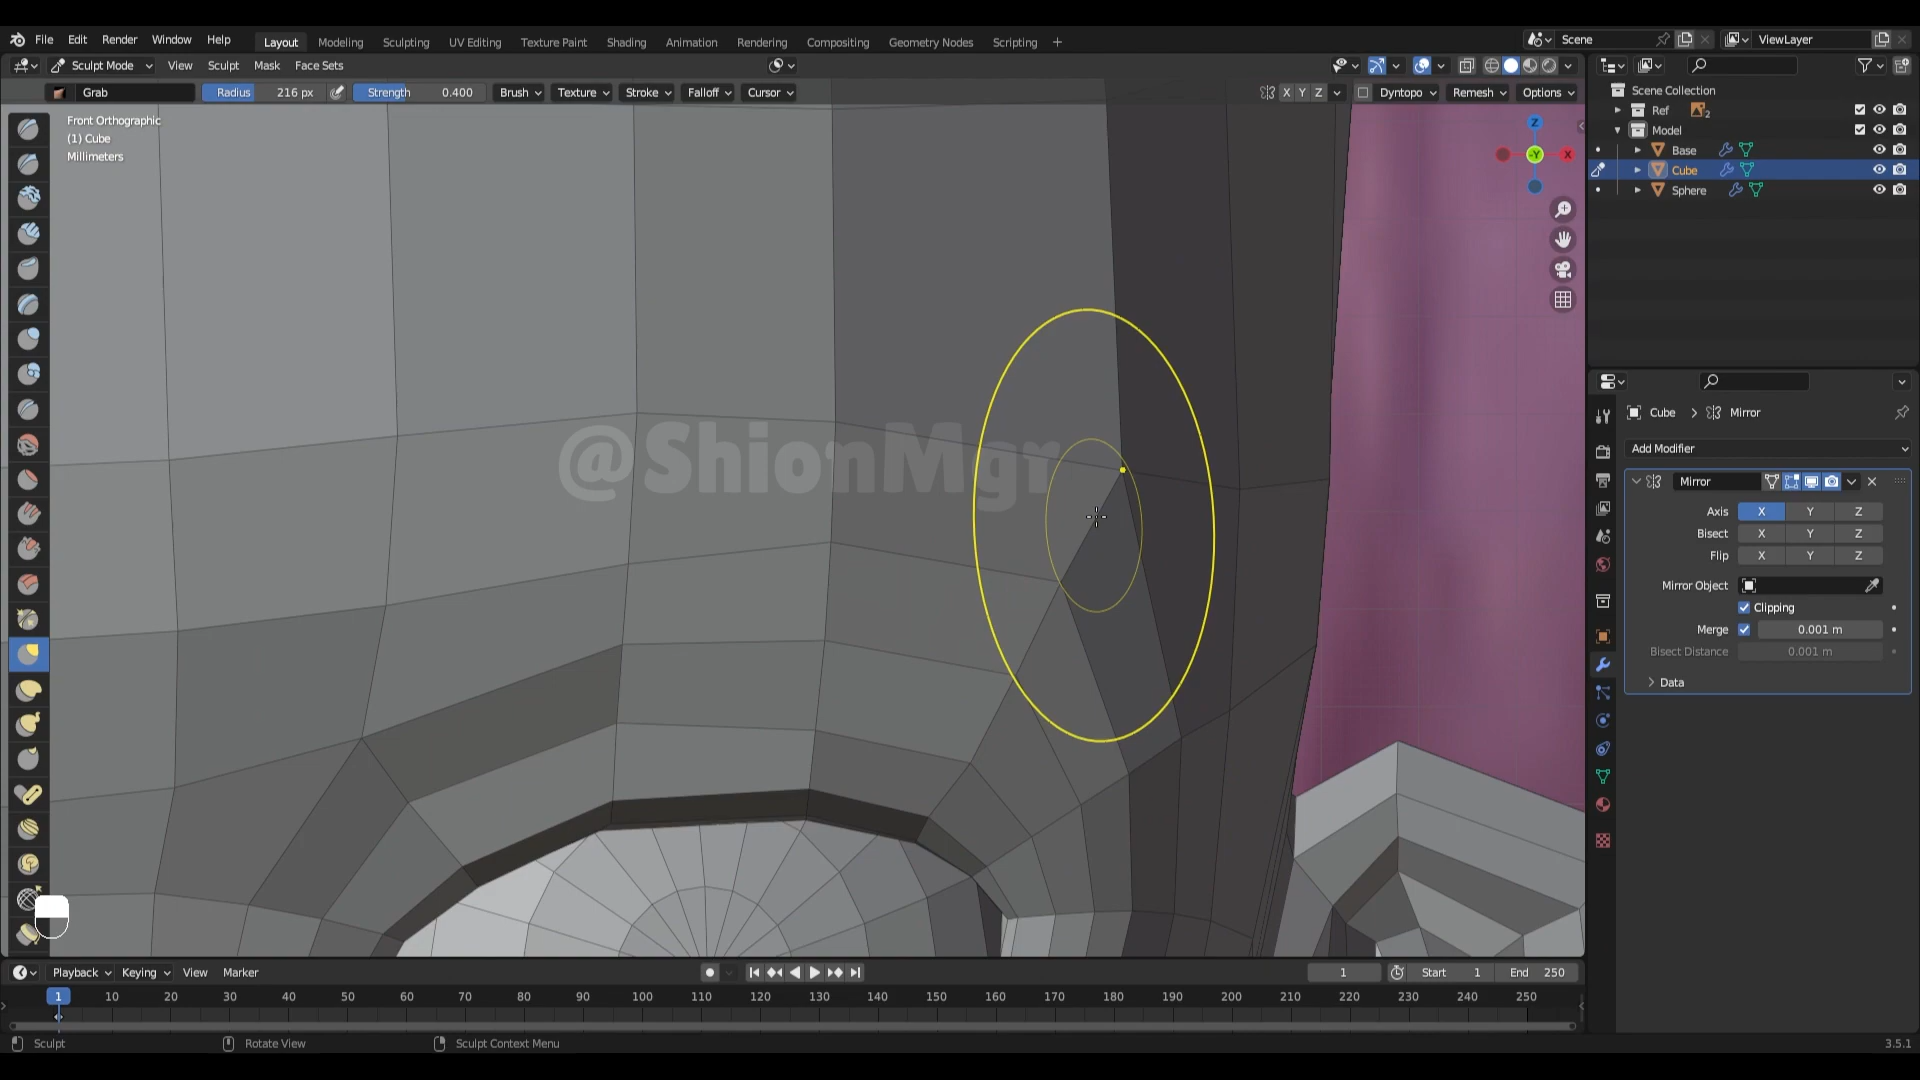 File Edit Render Window Help Layout Modeling Sculpting UV Editing Texture Paint Shading Animation Rendering Compositing Geometry Nodes Scripting + Scene ViewLayer
Sculpt Mode View Sculpt Mask Face Sets
Grab Radius 216 px Strength 0.400 Brush Texture Stroke Falloff Cursor X Y Z Dyntopo Remesh Options
Front Orthographic
(1) Cube
Millimeters
Z
-Y
X
@ShionMgr
Scene Collection
Ref 2
Model
Base
Cube
Sphere
Cube > Mirror
Add Modifier
Mirror
Axis X Y Z
Bisect X Y Z
Flip X Y Z
Mirror Object
Clipping
Merge 0.001 m
Bisect Distance 0.001 m
Data
Playback Keying View Marker 1 Start 1 End 250
1 10 20 30 40 50 60 70 80 90 100 110 120 130 140 150 160 170 180 190 200 210 220 230 240 250
Sculpt Rotate View Sculpt Context Menu 3.5.1